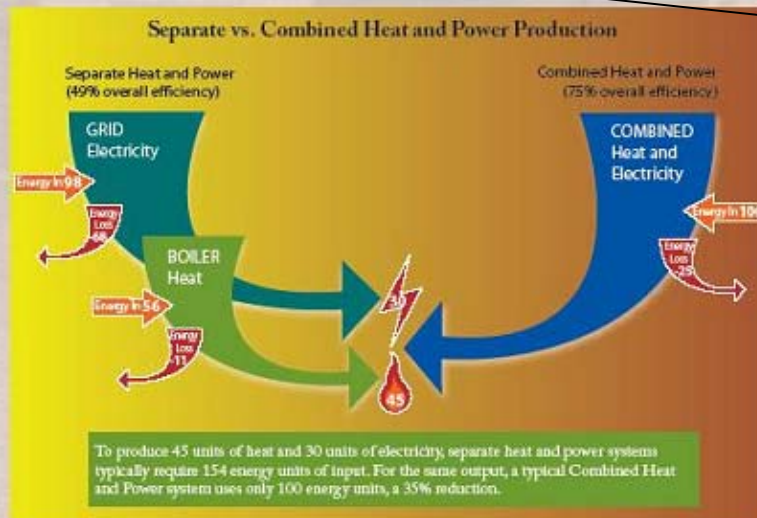 Separate vs. Combined Heat and Power Production
Separate Heat and Power
(49% overall efficiency)
Combined Heat and Power
(75% overall efficiency)
GRID
Electricity
COMBINED
Heat and
Electricity
Energy In 98
Energy In 100
Energy
Loss
-68
Energy
Loss
-25
BOILER
Heat
30
Energy In 56
Energy
Loss
-11
45
To produce 45 units of heat and 30 units of electricity, separate heat and power systems
typically require 154 energy units of input. For the same output, a typical Combined Heat
and Power system uses only 100 energy units, a 35% reduction.